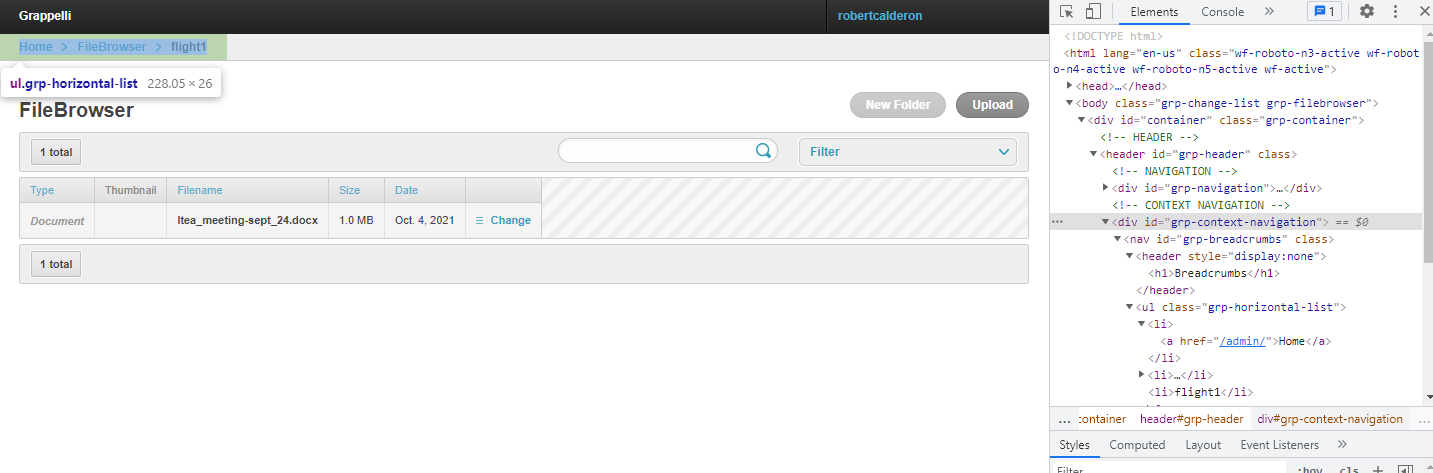 Grappelli
robertcalderon
Home > FileBrowser > flight1
ul.grp-horizontal-list 228.05 × 26
FileBrowser
New Folder
Upload
1 total
Filter
Type Thumbnail Filename Size Date
Document ltea_meeting-sept_24.docx 1.0 MB Oct. 4, 2021 Change
1 total
Elements Console » 1
<!DOCTYPE html>
<html lang="en-us" class="wf-roboto-n3-active wf-robot
o-n4-active wf-roboto-n5-active wf-active">
▶<head>…</head>
▼<body class="grp-change-list grp-filebrowser">
▼<div id="container" class="grp-container">
<!-- HEADER -->
▼<header id="grp-header" class>
<!-- NAVIGATION -->
▶<div id="grp-navigation">…</div>
<!-- CONTEXT NAVIGATION -->
▼<div id="grp-context-navigation"> == $0
▼<nav id="grp-breadcrumbs" class>
▼<header style="display:none">
<h1>Breadcrumbs</h1>
</header>
▼<ul class="grp-horizontal-list">
▼<li>
<a href="/admin/">Home</a>
</li>
▶<li>…</li>
<li>flight1</li>
… container header#grp-header div#grp-context-navigation …
Styles Computed Layout Event Listeners »
Filter :hov .cls +